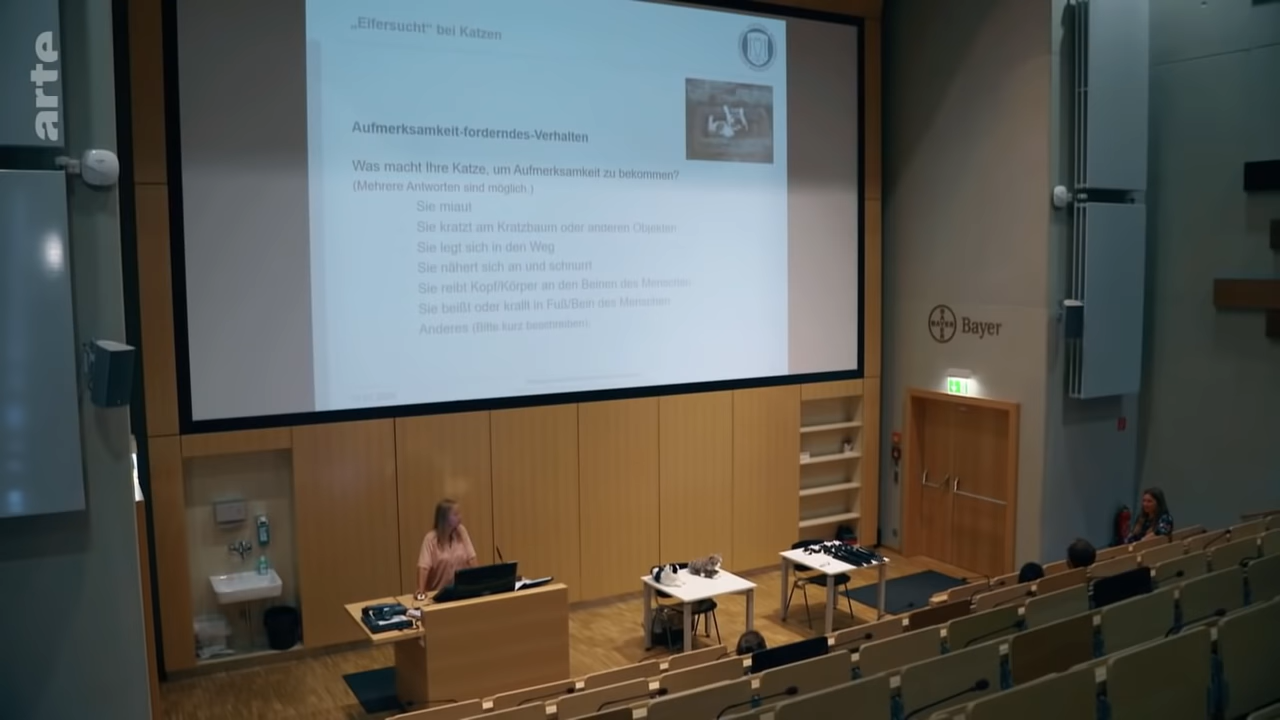 arte
„Eifersucht“ bei Katzen
Aufmerksamkeit-forderndes-Verhalten
Was macht Ihre Katze, um Aufmerksamkeit zu bekommen?
(Mehrere Antworten sind möglich.)
Sie miaut
Sie kratzt am Kratzbaum oder anderen Objekten
Sie legt sich in den Weg
Sie nähert sich an und schnurrt
Sie reibt Kopf/Körper an den Beinen des Menschen
Sie beißt oder krallt in Fuß/Bein des Menschen
Anderes (Bitte kurz beschreiben)
BAYER
Bayer